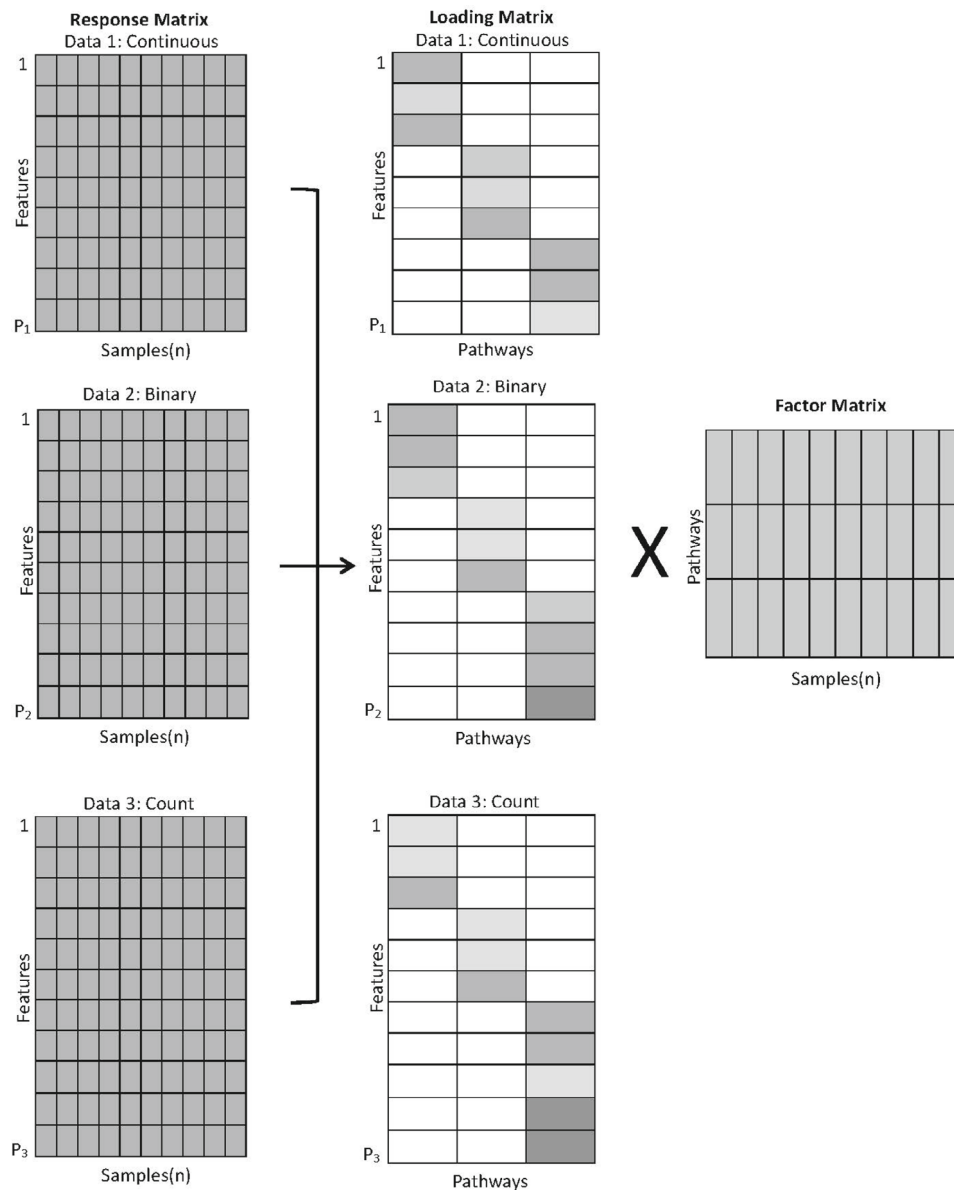 Response Matrix
Data 1: Continuous
1
Features
P1
Samples(n)
Data 2: Binary
1
Features
P2
Samples(n)
Data 3: Count
1
Features
P3
Samples(n)
Loading Matrix
Data 1: Continuous
1
Features
P1
Pathways
Data 2: Binary
1
Features
P2
Pathways
Data 3: Count
1
Features
P3
Pathways
X
Factor Matrix
Pathways
Samples(n)